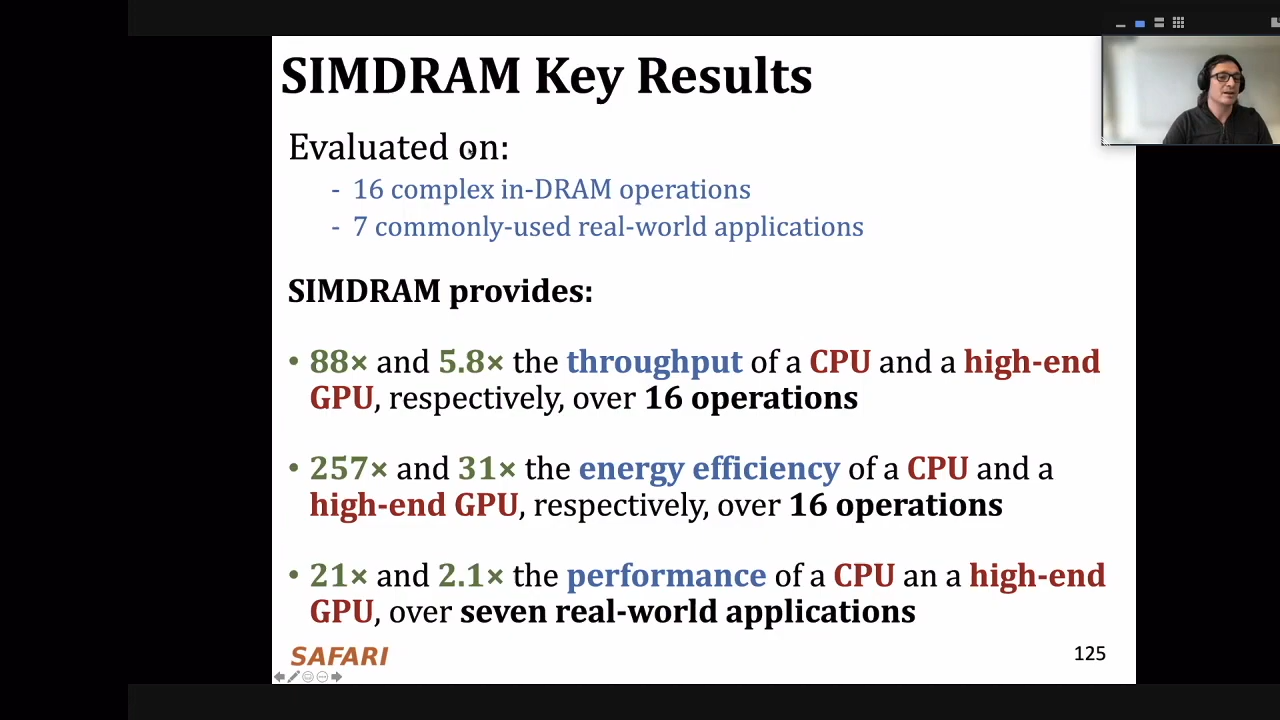 SIMDRAM Key Results
Evaluated on:
- 16 complex in-DRAM operations
- 7 commonly-used real-world applications
SIMDRAM provides:
• 88× and 5.8× the throughput of a CPU and a high-end
GPU, respectively, over 16 operations
• 257× and 31× the energy efficiency of a CPU and a
high-end GPU, respectively, over 16 operations
• 21× and 2.1× the performance of a CPU an a high-end
GPU, over seven real-world applications
SAFARI
125